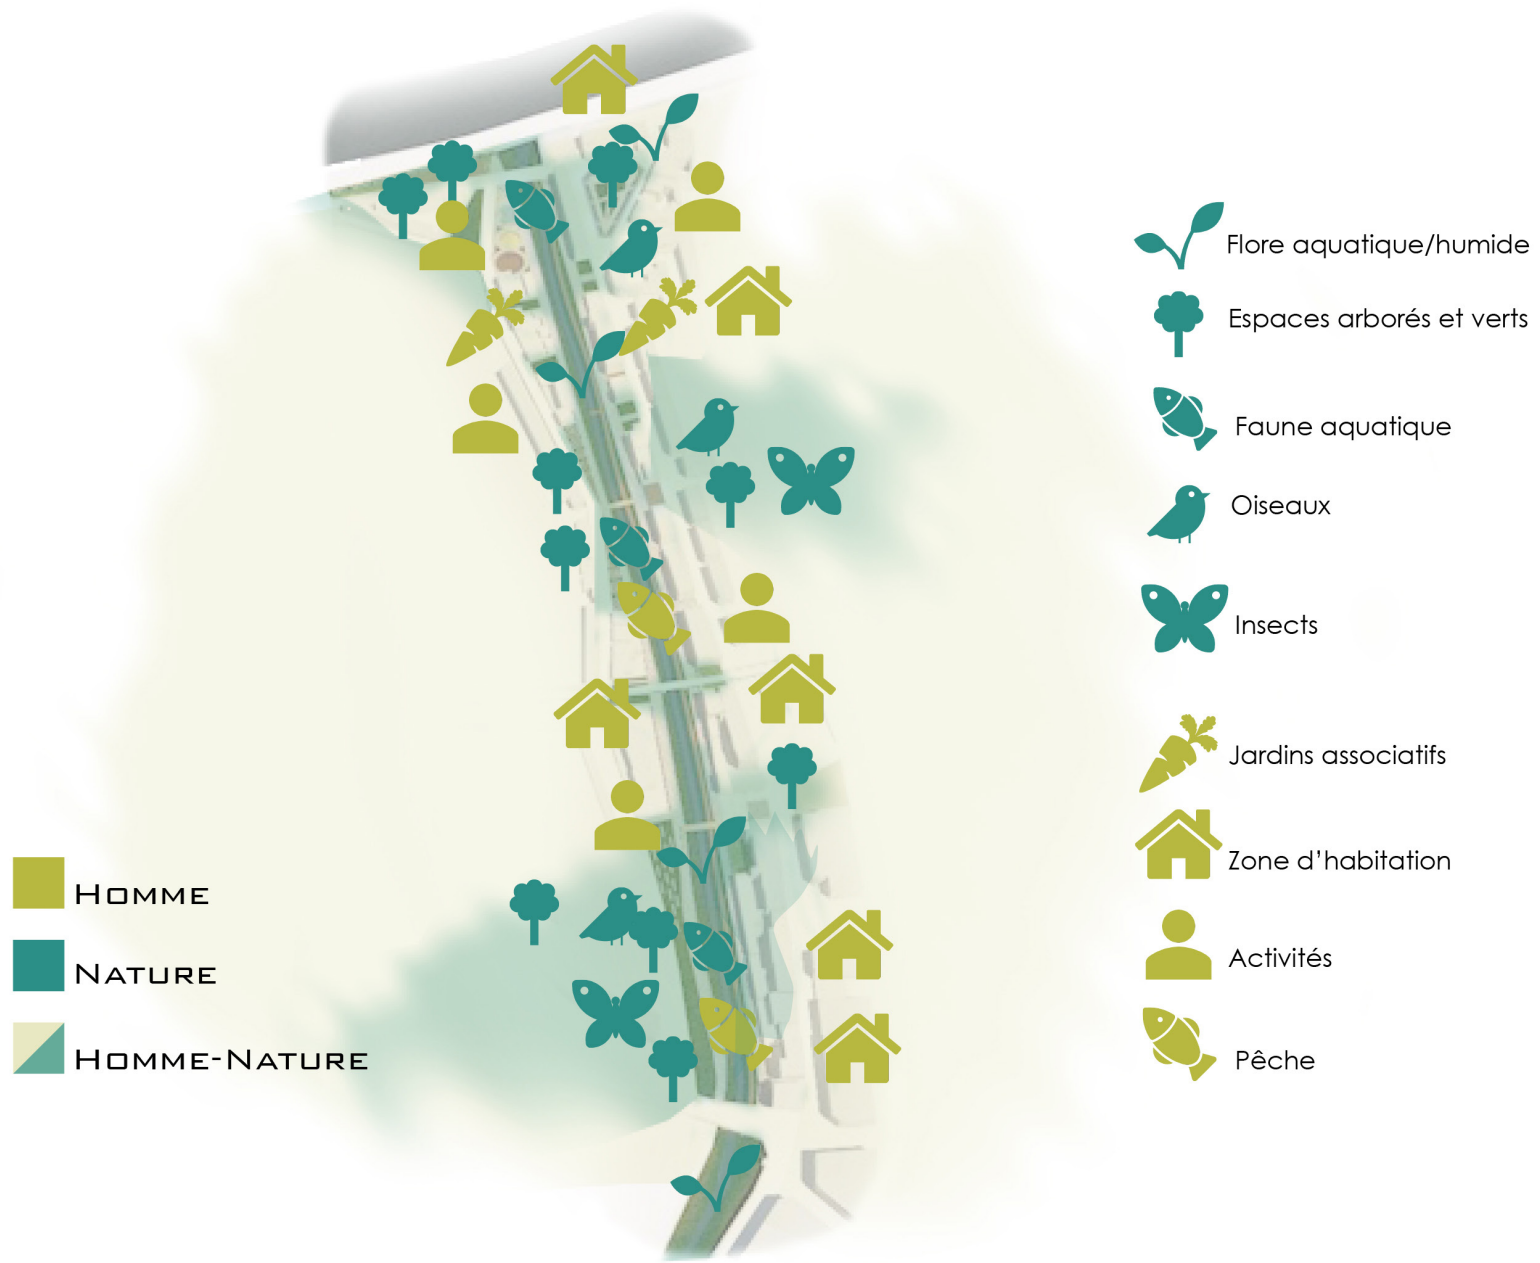 Flore aquatique/humide
Espaces arborés et verts
Faune aquatique
Oiseaux
Insects
Jardins associatifs
Zone d'habitation
Activités
Pêche
Homme
Nature
Homme-Nature